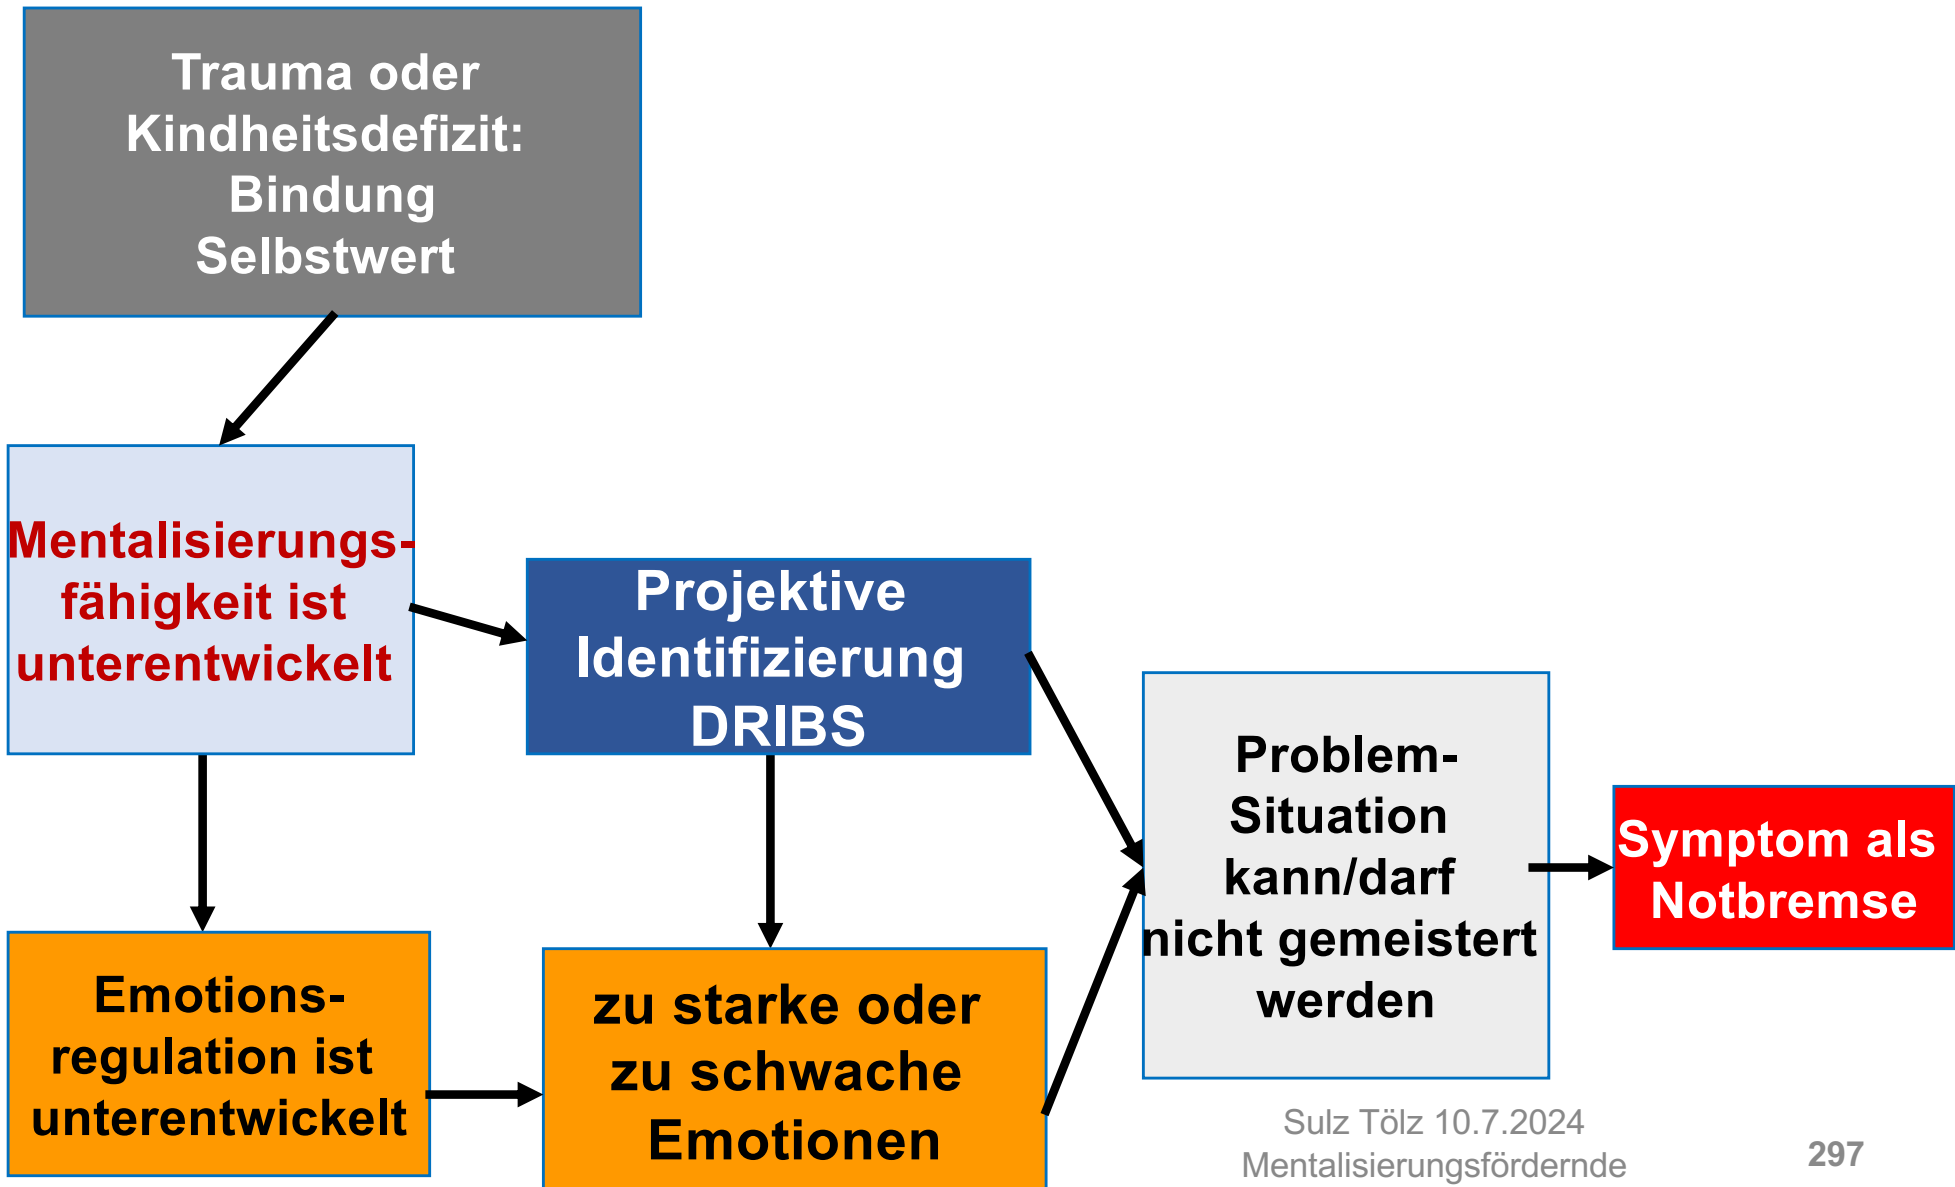 Trauma oder
Kindheitsdefizit:
Bindung
Selbstwert
Mentalisierungs-
fähigkeit ist
unterentwickelt
Projektive
Identifizierung
DRIBS
Problem-
Situation
kann/darf
nicht gemeistert
werden
Symptom als
Notbremse
Emotions-
regulation ist
unterentwickelt
zu starke oder
zu schwache
Emotionen
Sulz Tölz 10.7.2024
Mentalisierungsfördernde
297